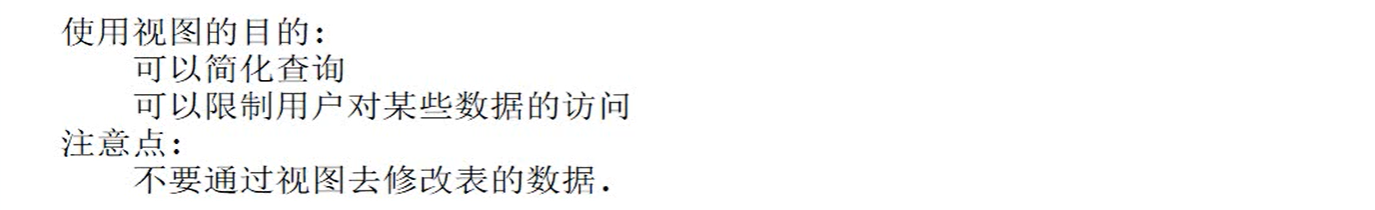 使用视图的目的:
可以简化查询
可以限制用户对某些数据的访问
注意点:
不要通过视图去修改表的数据.